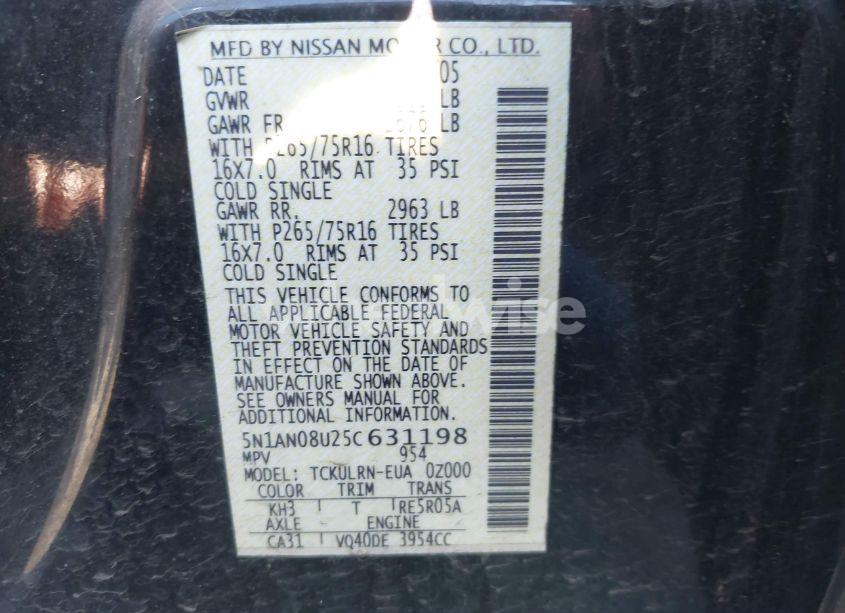 MFD BY NISSAN MOTOR CO., LTD.
DATE 05
GVWR LB
GAWR FR LB
WITH P265/75R16 TIRES
16X7.0 RIMS AT 35 PSI
COLD SINGLE
GAWR RR. 2963 LB
WITH P265/75R16 TIRES
16X7.0 RIMS AT 35 PSI
COLD SINGLE
THIS VEHICLE CONFORMS TO
ALL APPLICABLE FEDERAL
MOTOR VEHICLE SAFETY AND
THEFT PREVENTION STANDARDS
IN EFFECT ON THE DATE OF
MANUFACTURE SHOWN ABOVE.
SEE OWNERS MANUAL FOR
ADDITIONAL INFORMATION.
5N1AN08U25C631198
MPV 954
MODEL: TCKULRN-EUA 0Z000
COLOR TRIM TRANS
KH3 T RE5R05A
AXLE ENGINE
CA31 VQ40DE 3954CC